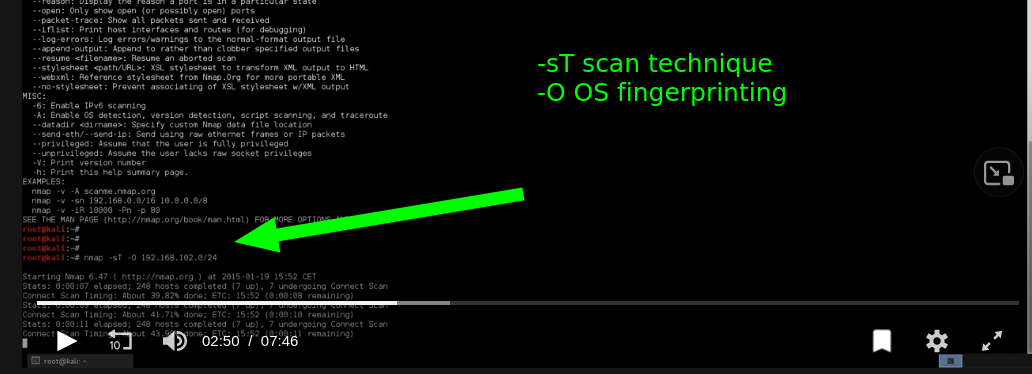 --reason: Display the reason a port is in a particular state
--open: Only show open (or possibly open) ports
--packet-trace: Show all packets sent and received
--iflist: Print host interfaces and routes (for debugging)
--log-errors: Log errors/warnings to the normal-format output file
--append-output: Append to rather than clobber specified output files
--resume <filename>: Resume an aborted scan
--stylesheet <path/URL>: XSL stylesheet to transform XML output to HTML
--webxml: Reference stylesheet from Nmap.Org for more portable XML
--no-stylesheet: Prevent associating of XSL stylesheet w/XML output
MISC:
-6: Enable IPv6 scanning
-A: Enable OS detection, version detection, script scanning, and traceroute
--datadir <dirname>: Specify custom Nmap data file location
--send-eth/--send-ip: Send using raw ethernet frames or IP packets
--privileged: Assume that the user is fully privileged
--unprivileged: Assume the user lacks raw socket privileges
-V: Print version number
-h: Print this help summary page.
EXAMPLES:
nmap -v -A scanme.nmap.org
nmap -v -sn 192.168.0.0/16 10.0.0.0/8
nmap -v -iR 10000 -Pn -p 80
SEE THE MAN PAGE (http://nmap.org/book/man.html) FOR MORE OPTIONS
root@kali:~#
root@kali:~#
root@kali:~#
root@kali:~# nmap -sT -O 192.168.102.0/24
Starting Nmap 6.47 ( http://nmap.org ) at 2015-01-19 15:52 CET
Stats: 0:00:07 elapsed; 248 hosts completed (7 up), 7 undergoing Connect Scan
Connect Scan Timing: About 39.82% done; ETC: 15:52 (0:00:08 remaining)
Stats: elapsed; 248 hosts completed (7 up), 7 undergoing Connect Scan
Connect Scan Timing: About 41.71% done; ETC: 15:52 (0:00:10 remaining)
Stats: 0:00:11 elapsed; 248 hosts completed (7 up), 7 undergoing Connect Scan
Connect Scan Timing: About done; ETC: 15:52 (0:00:11 remaining)
-sT scan technique
-O OS fingerprinting
10
02:50 / 07:46
root@kali: ~